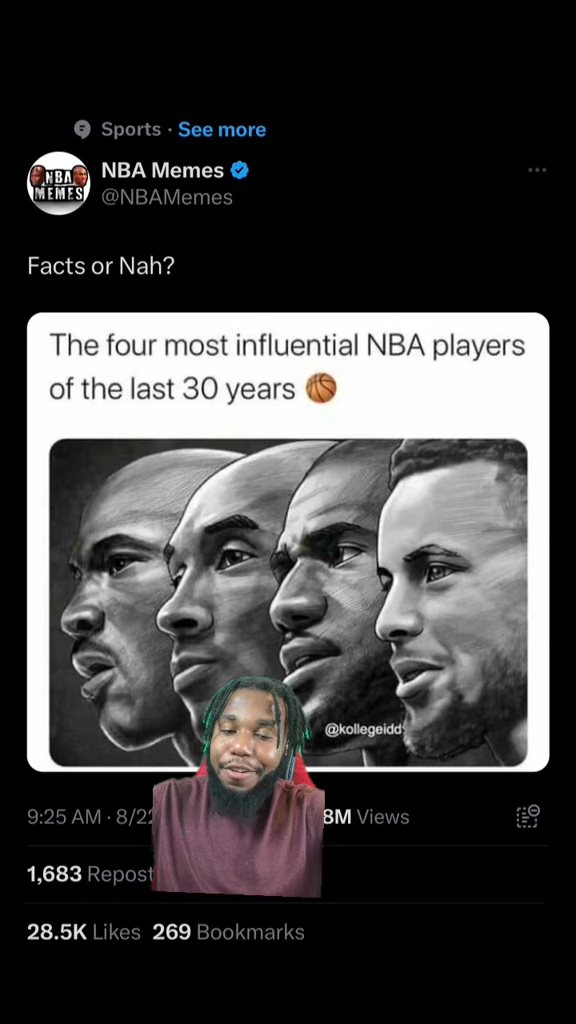 Sports · See more
NBA Memes
@NBAMemes
NBA
MEMES
Facts or Nah?
The four most influential NBA players
of the last 30 years 🏀
@kollegeidd
9:25 AM · 8/22
8M Views
1,683 Repost
28.5K Likes 269 Bookmarks